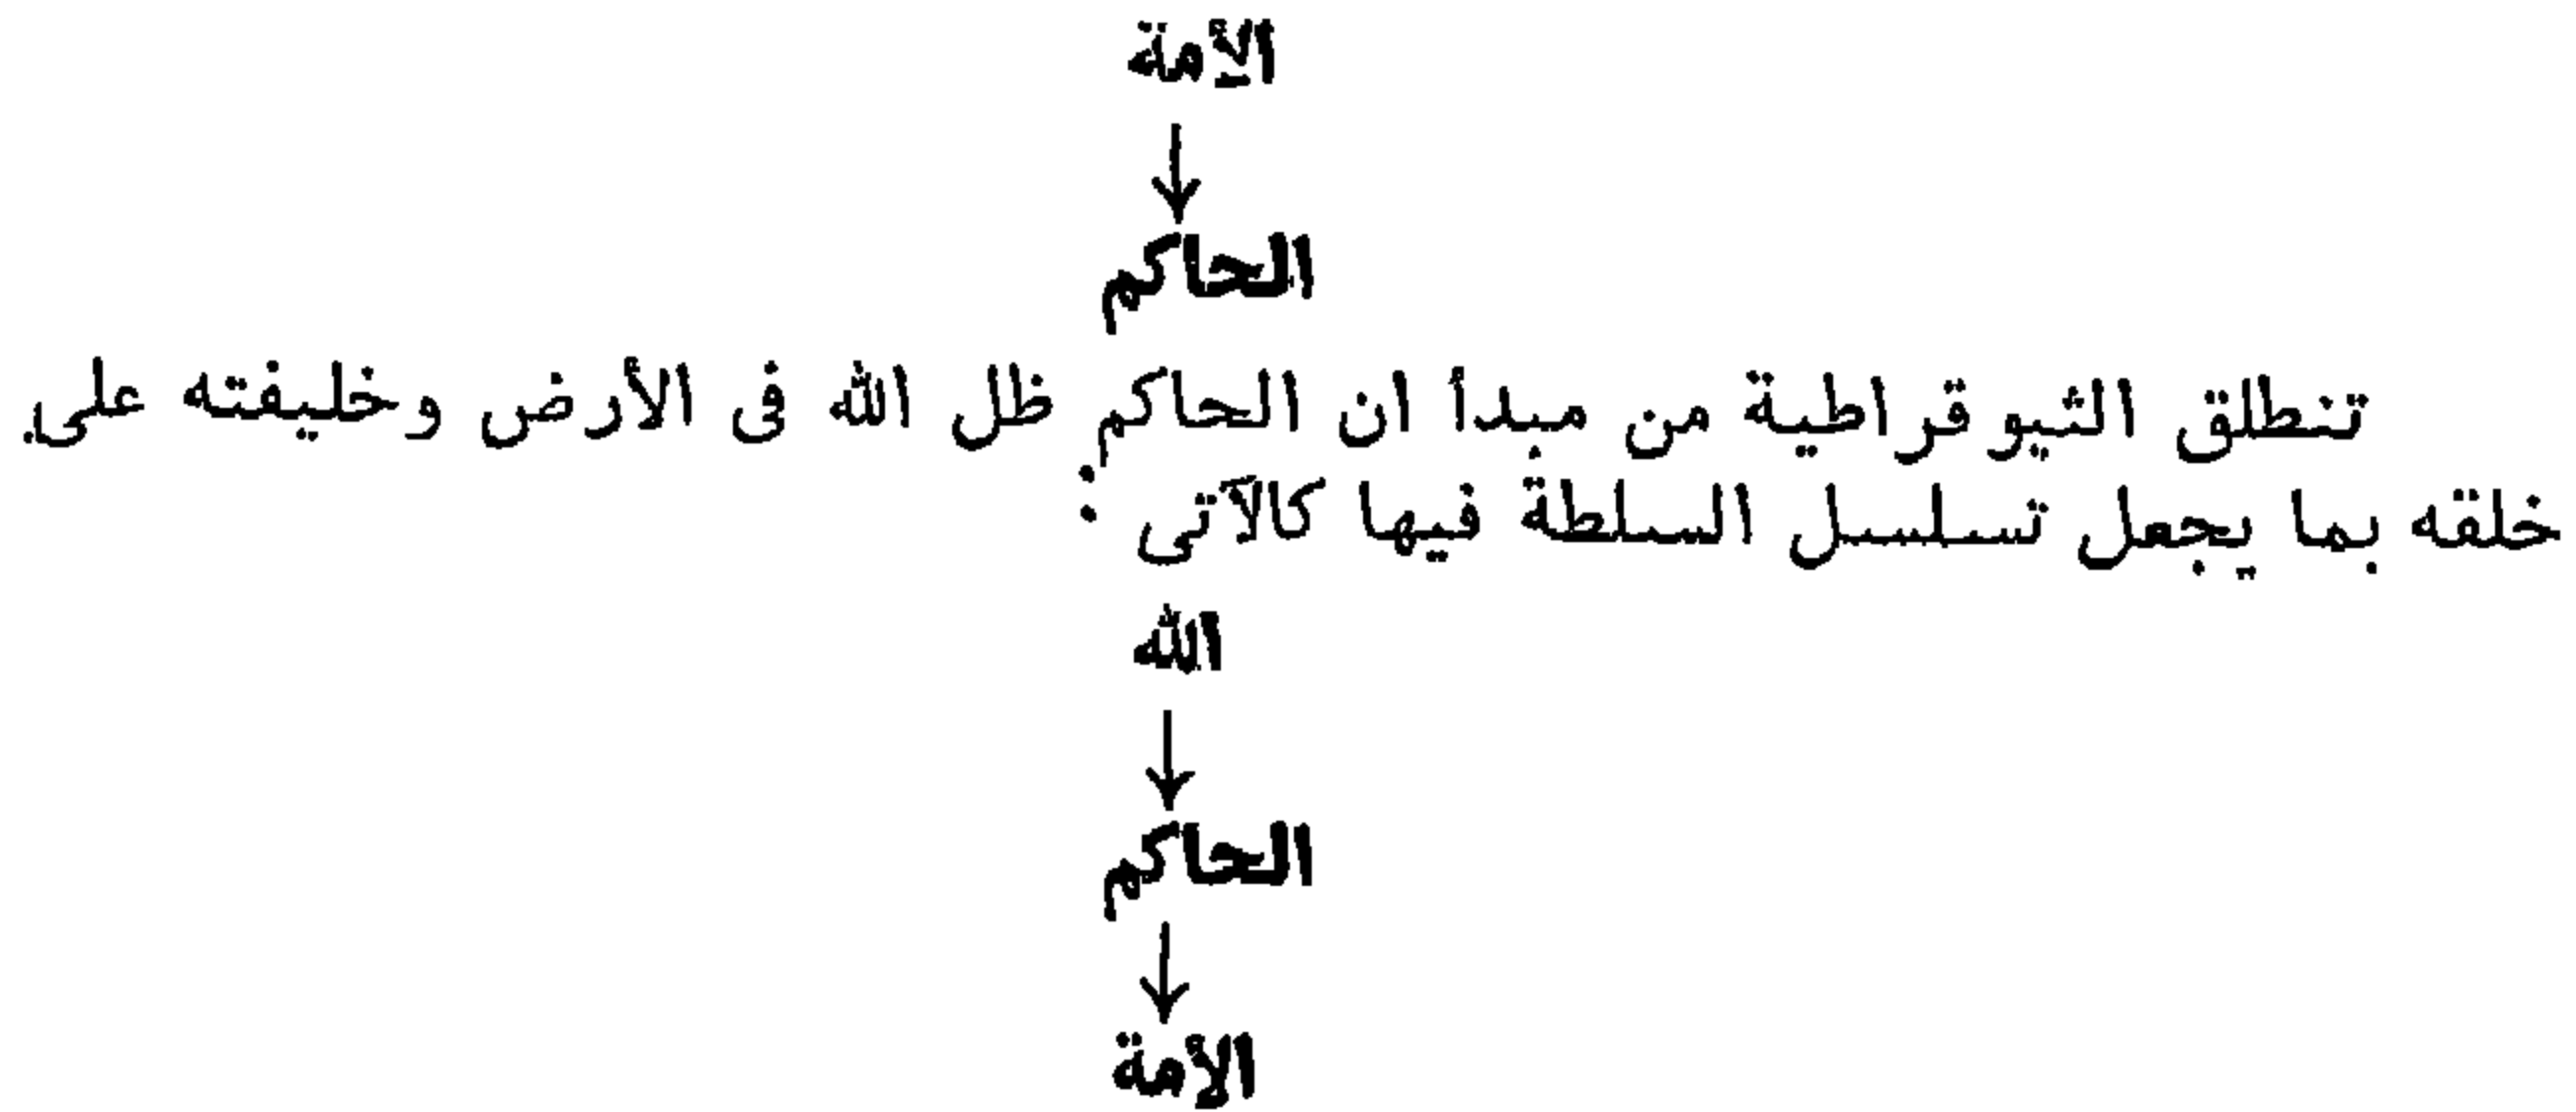 الأمة
↓
الحاكم
تنطلق الثيوقراطية من مبدأ ان الحاكم ظل الله فى الأرض وخليفته على
خلقه بما يجعل تسلسل السلطة فيها كالآتى :
الله
↓
الحاكم
↓
الأمة